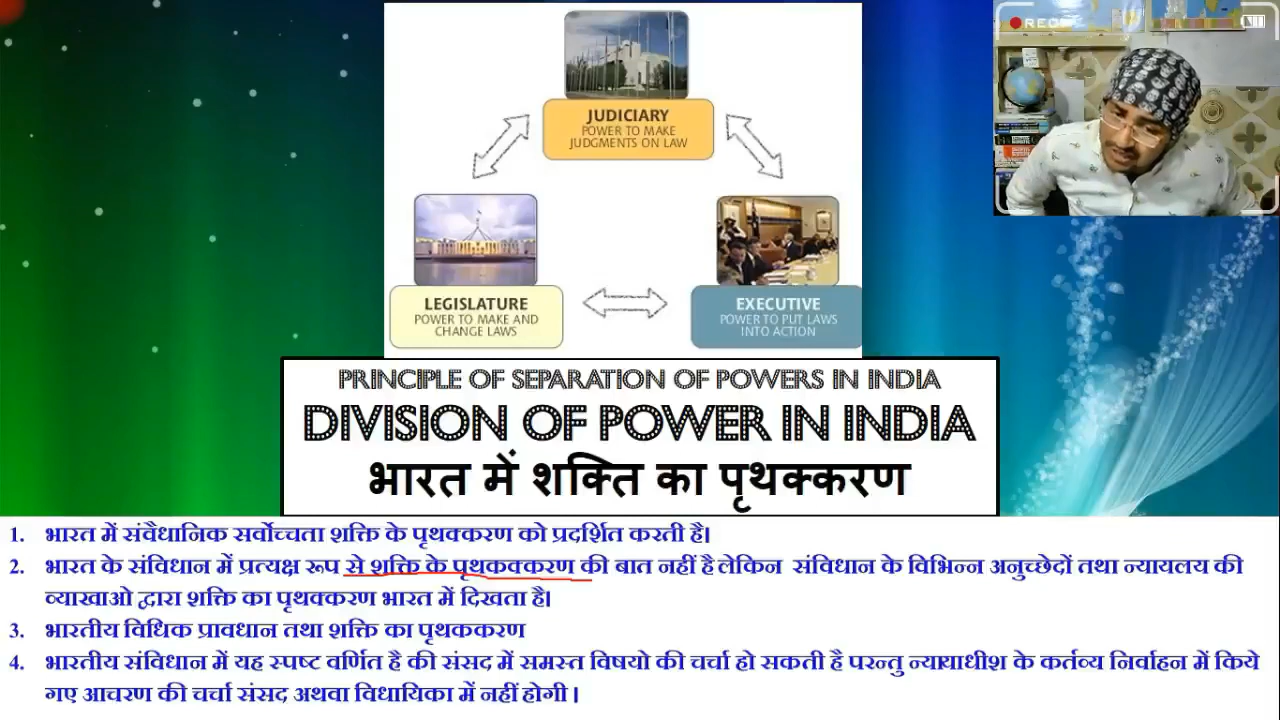 REC
JUDICIARY
POWER TO MAKE
JUDGMENTS ON LAW
LEGISLATURE
POWER TO MAKE AND
CHANGE LAWS
EXECUTIVE
POWER TO PUT LAWS
INTO ACTION
PRINCIPLE OF SEPARATION OF POWERS IN INDIA
DIVISION OF POWER IN INDIA
भारत में शक्ति का पृथक्करण
1. भारत में संवैधानिक सर्वोच्चता शक्ति के पृथक्करण को प्रदर्शित करती है।
2. भारत के संविधान में प्रत्यक्ष रूप से शक्ति के पृथकक्करण की बात नहीं है लेकिन संविधान के विभिन्न अनुच्छेदों तथा न्यायलय की
व्याखाओ द्वारा शक्ति का पृथक्करण भारत में दिखता है।
3. भारतीय विधिक प्रावधान तथा शक्ति का पृथककरण
4. भारतीय संविधान में यह स्पष्ट वर्णित है की संसद में समस्त विषयो की चर्चा हो सकती है परन्तु न्यायाधीश के कर्तव्य निर्वाहन में किये
गए आचरण की चर्चा संसद अथवा विधायिका में नहीं होगी ।